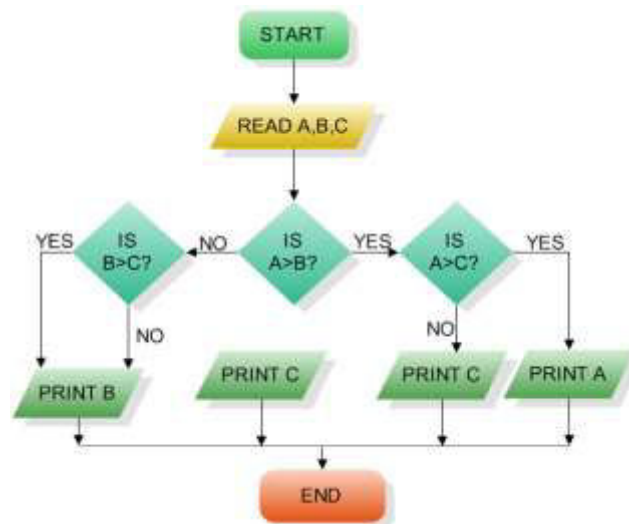 START
READ A,B,C
YES
IS
B>C?
NO
IS
A>B?
YES
IS
A>C?
YES
NO
NO
PRINT B
PRINT C
PRINT C
PRINT A
END